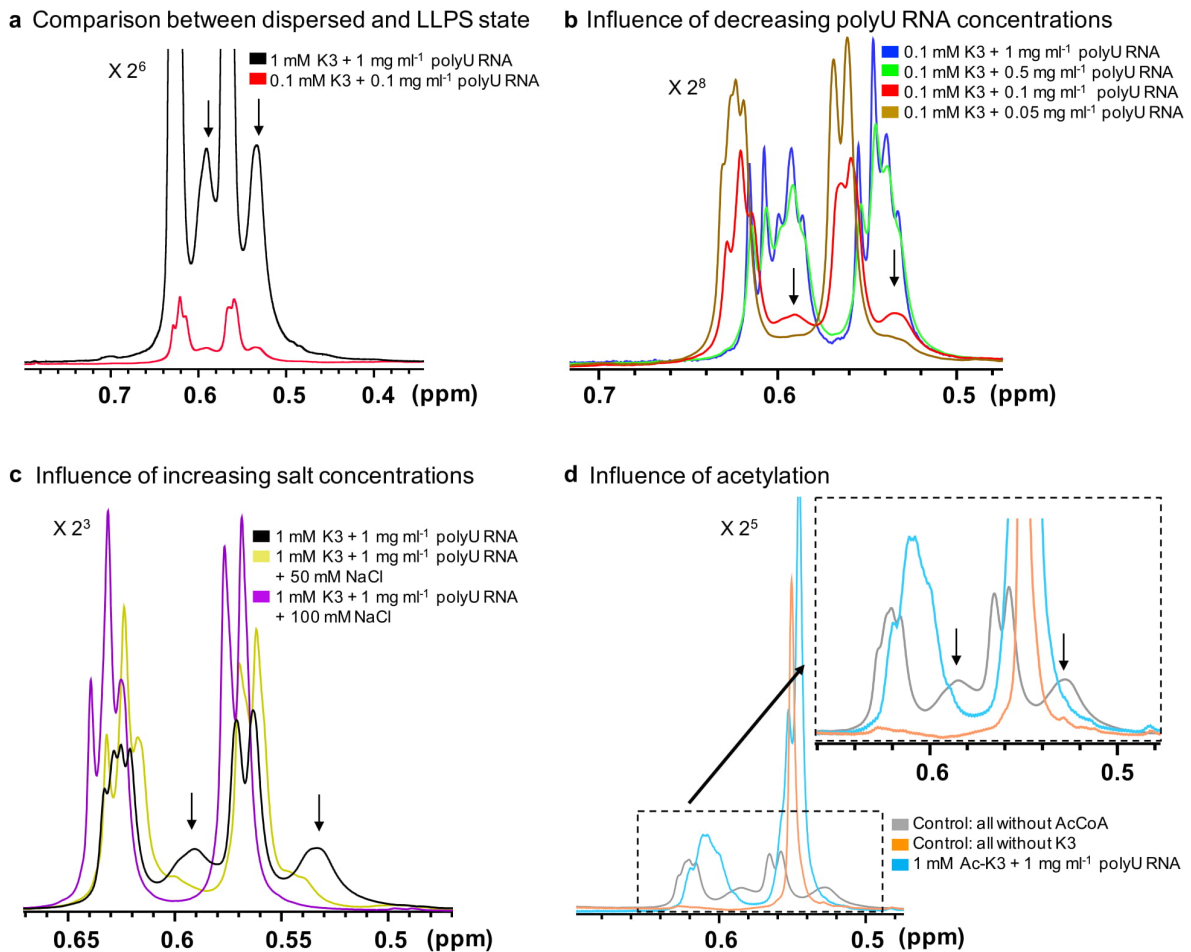 a Comparison between dispersed and LLPS state
X 2⁶
1 mM K3 + 1 mg ml⁻¹ polyU RNA
0.1 mM K3 + 0.1 mg ml⁻¹ polyU RNA
0.7 0.6 0.5 0.4 (ppm)
b Influence of decreasing polyU RNA concentrations
X 2⁸
0.1 mM K3 + 1 mg ml⁻¹ polyU RNA
0.1 mM K3 + 0.5 mg ml⁻¹ polyU RNA
0.1 mM K3 + 0.1 mg ml⁻¹ polyU RNA
0.1 mM K3 + 0.05 mg ml⁻¹ polyU RNA
0.7 0.6 0.5 (ppm)
c Influence of increasing salt concentrations
X 2³
1 mM K3 + 1 mg ml⁻¹ polyU RNA
1 mM K3 + 1 mg ml⁻¹ polyU RNA
+ 50 mM NaCl
1 mM K3 + 1 mg ml⁻¹ polyU RNA
+ 100 mM NaCl
0.65 0.6 0.55 0.5 (ppm)
d Influence of acetylation
X 2⁵
0.6 0.5
Control: all without AcCoA
Control: all without K3
1 mM Ac-K3 + 1 mg ml⁻¹ polyU RNA
0.6 0.5 (ppm)